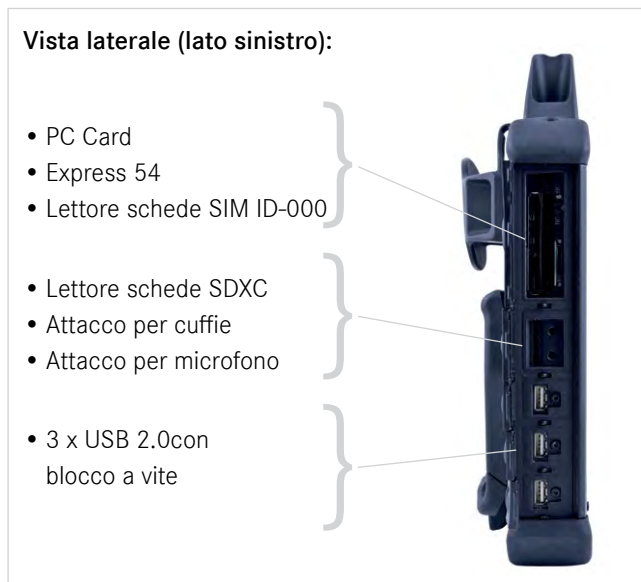 Vista laterale (lato sinistro):
• PC Card
• Express 54
• Lettore schede SIM ID-000
• Lettore schede SDXC
• Attacco per cuffie
• Attacco per microfono
• 3 x USB 2.0con
blocco a vite